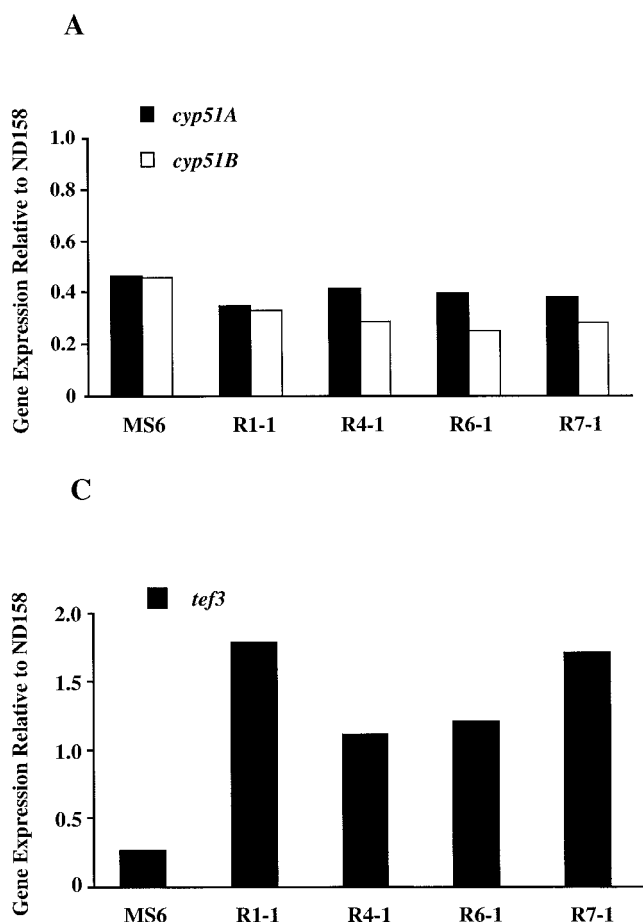 A
cyp51A
cyp51B
Gene Expression Relative to ND158
1.0
0.8
0.6
0.4
0.2
0
MS6 R1-1 R4-1 R6-1 R7-1
C
tef3
Gene Expression Relative to ND158
2.0
1.5
1.0
0.5
0
MS6 R1-1 R4-1 R6-1 R7-1